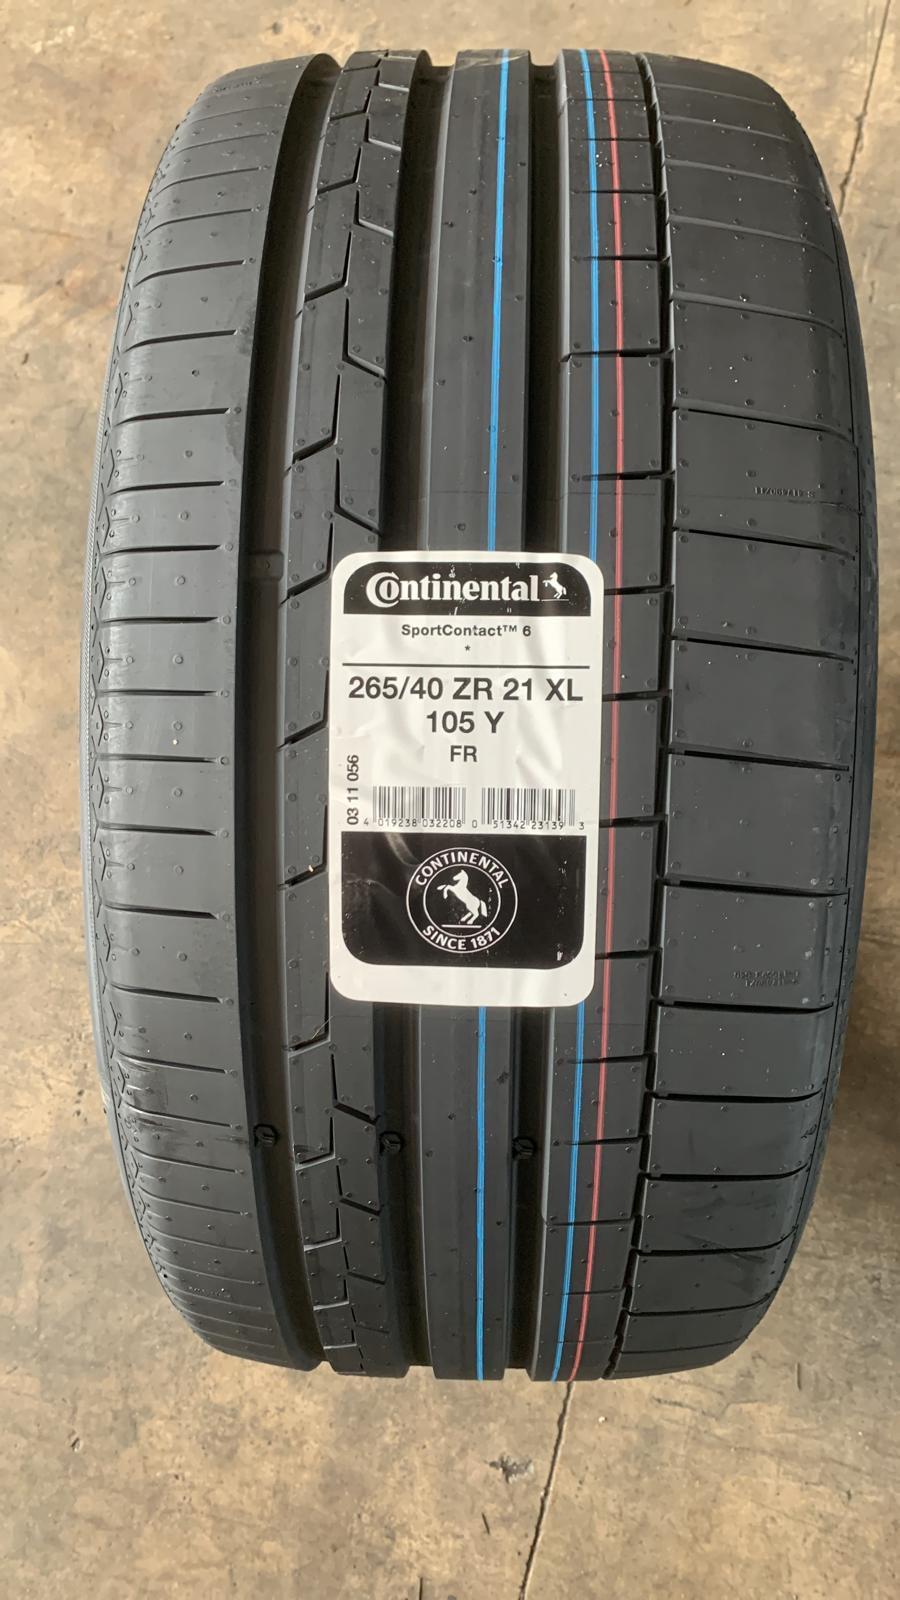 Continental
SportContact™ 6
*
265/40 ZR 21 XL
105 Y
FR
03 11 056
4 019238 032208 0 51342 23139 3
CONTINENTAL
SINCE 1871